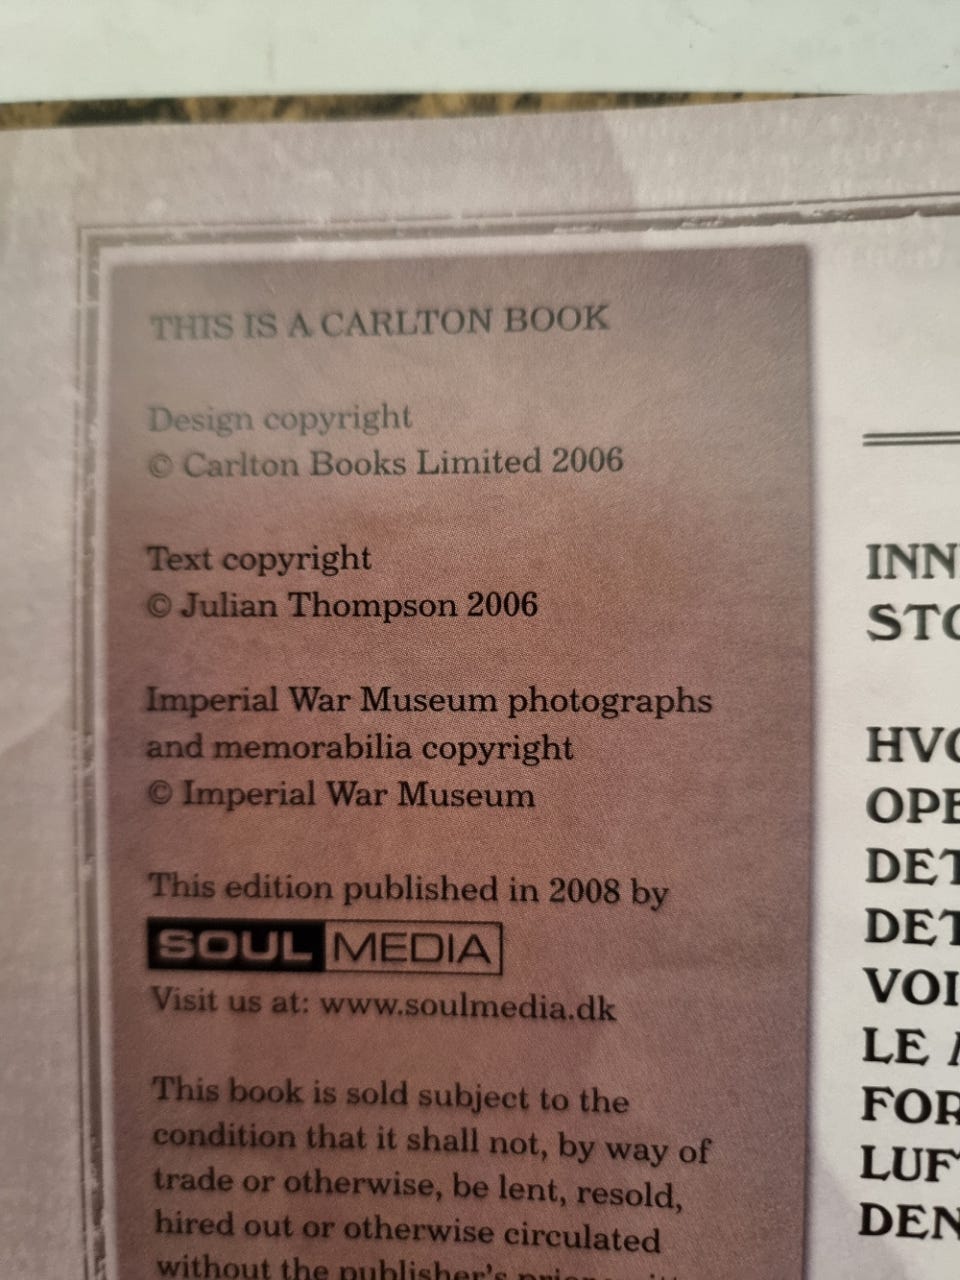 THIS IS A CARLTON BOOK
Design copyright
© Carlton Books Limited 2006
Text copyright
© Julian Thompson 2006
Imperial War Museum photographs
and memorabilia copyright
© Imperial War Museum
This edition published in 2008 by
SOUL MEDIA
Visit us at: www.soulmedia.dk
This book is sold subject to the
condition that it shall not, by way of
trade or otherwise, be lent, resold,
hired out or otherwise circulated
without the publisher's
INN
STO
HVO
OPE
DET
DET
VOI
LE
FOR
LUF
DEN